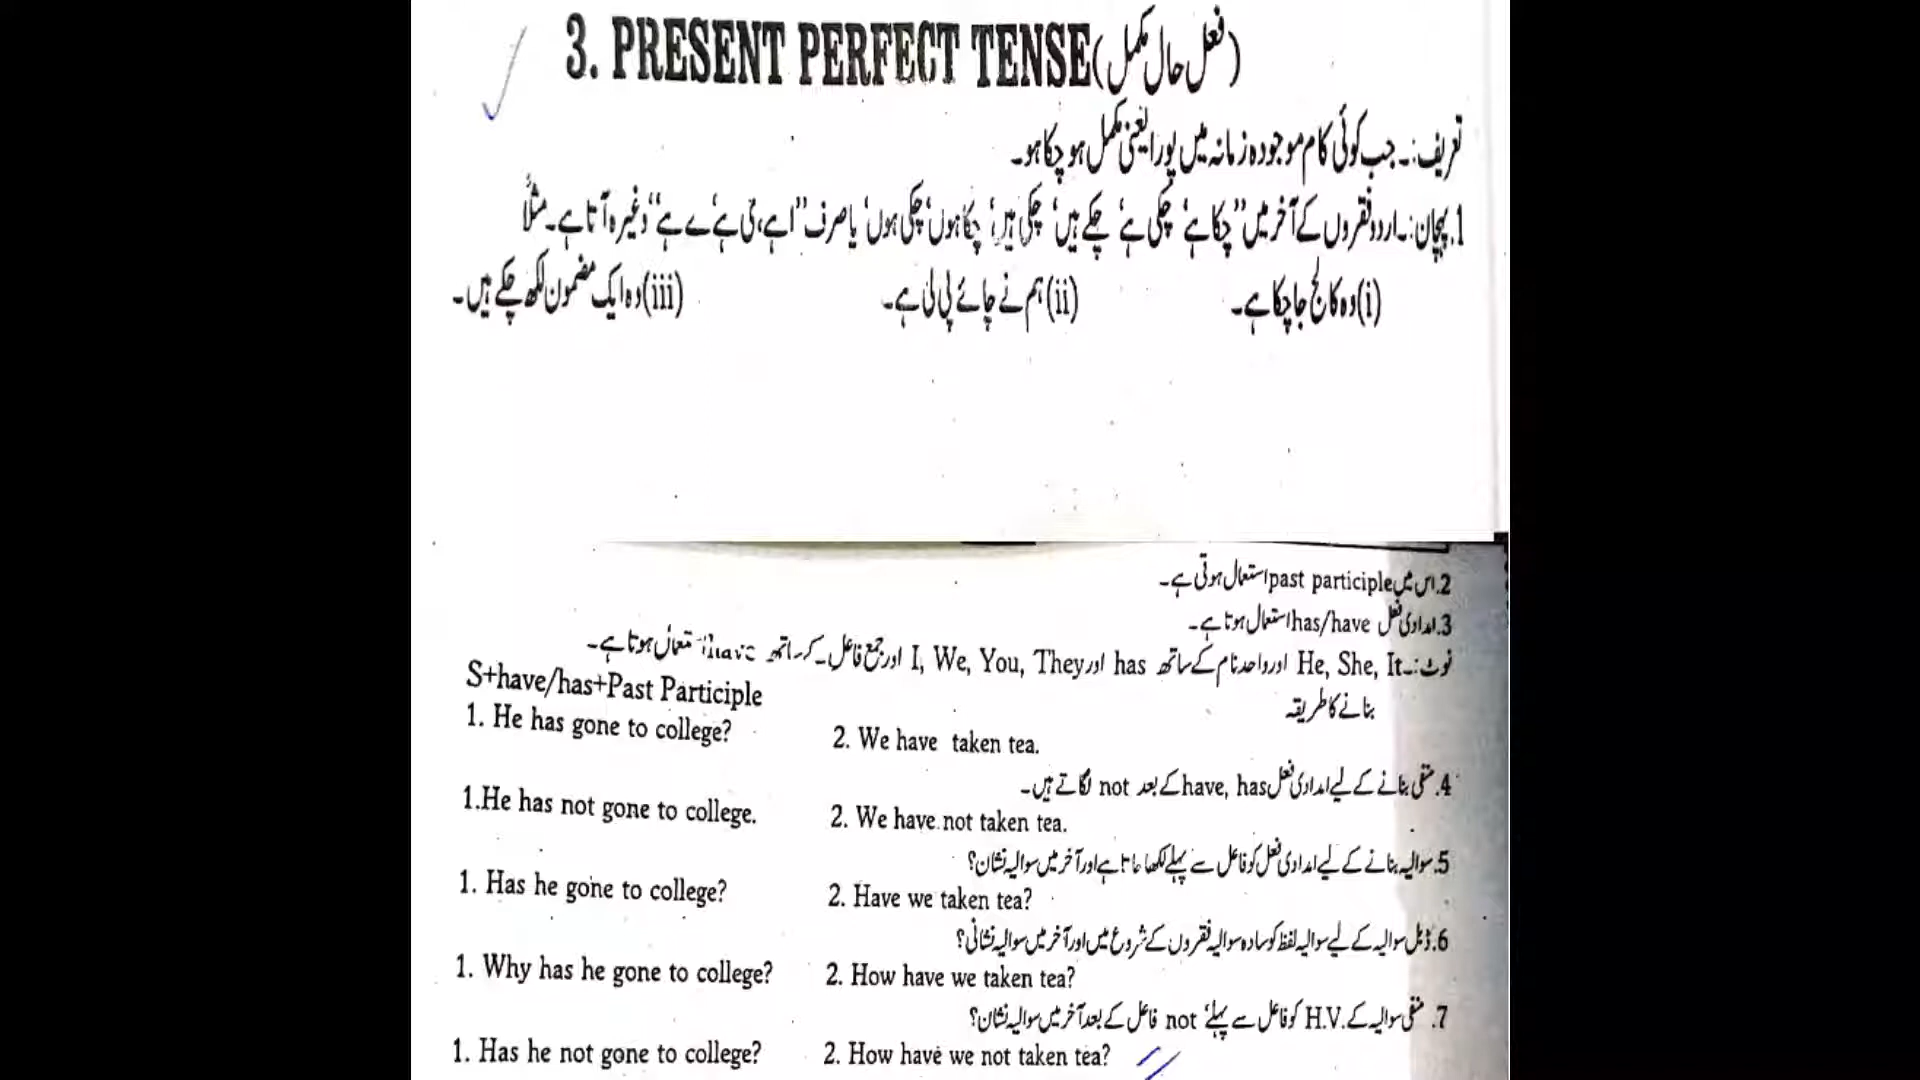 3. PRESENT PERFECT TENSE(فعل حال مکمل)
تعریف:۔ جب کوئی کام موجودہ زمانہ میں پورا یعنی مکمل ہو چکا ہو۔
1. پہچان:۔ اردو فقروں کے آخر میں ”چکا ہے‘ چکی ہے‘ چکے ہیں‘ چکی ہیں‘ چکا ہوں‘ چکی ہوں‘ یا صرف ”ا ہے، ی ہے‘ ے ہے“ وغیرہ آتا ہے۔ مثلاً
(i) وہ کالج جا چکا ہے۔ (ii) ہم نے چائے پی لی ہے۔ (iii) وہ ایک مضمون لکھ چکے ہیں۔
2. اس میں past participle استعمال ہوتی ہے۔
3. امدادی فعل has/have استعمال ہوتا ہے۔
نوٹ:۔ He, She, It اور واحد نام کے ساتھ has اور I, We, You, They اور جمع فاعل کے ساتھ have استعمال ہوتا ہے۔
بنانے کا طریقہ S+have/has+Past Participle
1. He has gone to college? 2. We have taken tea.
4. منفی بنانے کے لیے امدادی فعل have, has کے بعد not لگاتے ہیں۔
1.He has not gone to college. 2. We have not taken tea.
5. سوالیہ بنانے کے لیے امدادی فعل کو فاعل سے پہلے لکھا جاتا ہے اور آخر میں سوالیہ نشان؟
1. Has he gone to college? 2. Have we taken tea?
6. ڈبل سوالیہ کے لیے سوالیہ لفظ کو سادہ سوالیہ فقروں کے شروع میں اور آخر میں سوالیہ نشانی؟
1. Why has he gone to college? 2. How have we taken tea?
7. منفی سوالیہ کے H.V. کو فاعل سے پہلے‘ not فاعل کے بعد آخر میں سوالیہ نشان؟
1. Has he not gone to college? 2. How have we not taken tea?